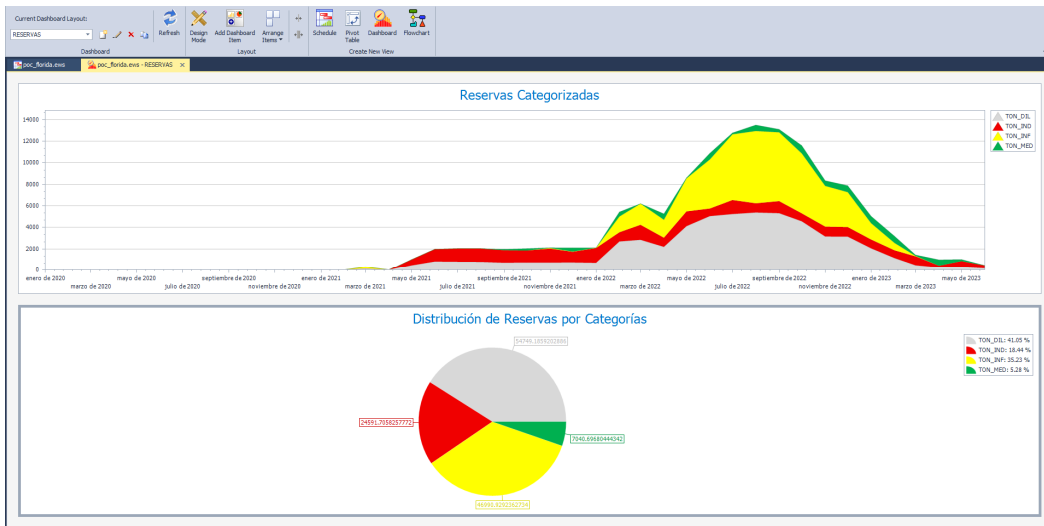 Current Dashboard Layout:
RESERVAS
Refresh
Design Mode
Add Dashboard Item
Arrange Items
Schedule
Pivot Table
Dashboard
Flowchart
Dashboard
Layout
Create New View
poc_florida.ews
poc_florida.ews - RESERVAS
Reservas Categorizadas
14000
12000
10000
8000
6000
4000
2000
0
enero de 2020
marzo de 2020
mayo de 2020
julio de 2020
septiembre de 2020
noviembre de 2020
enero de 2021
marzo de 2021
mayo de 2021
julio de 2021
septiembre de 2021
noviembre de 2021
enero de 2022
marzo de 2022
mayo de 2022
julio de 2022
septiembre de 2022
noviembre de 2022
enero de 2023
marzo de 2023
mayo de 2023
TON_DIL
TON_IND
TON_INF
TON_MED
Distribución de Reservas por Categorías
24591.7058257772
7040.69680444342
TON_DIL: 41.05 %
TON_IND: 18.44 %
TON_INF: 35.23 %
TON_MED: 5.28 %